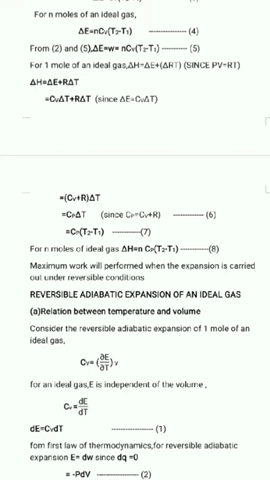 For n moles of an ideal gas,
ΔE=nCv(T₂-T₁) ---------------- (4)
From (2) and (5),ΔE=w= nCv(T₂-T₁) ---------- (5)
For 1 mole of an ideal gas,ΔH=ΔE+(ΔRT) (SINCE PV=RT)
ΔH=ΔE+RΔT
=CvΔT+RΔT (since ΔE=CvΔT)
=(Cv+R)ΔT
=CPΔT (since CP=Cv+R) ------------ (6)
=CP(T₂-T₁) -----------(7)
For n moles of ideal gas ΔH=n CP(T₂-T₁) -----------(8)
Maximum work will performed when the expansion is carried
out under reversible conditions
REVERSIBLE ADIABATIC EXPANSION OF AN IDEAL GAS
(a)Relation between temperature and volume
Consider the reversible adiabatic expansion of 1 mole of an
ideal gas,
Cv= (∂E/∂T)v
for an ideal gas,E is independent of the volume ,
Cv= dE/dT
dE=CvdT ---------------- (1)
fom first law of thermodynamics,for reversible adiabatic
expansion E= dw since dq =0
= -PdV ---------------- (2)